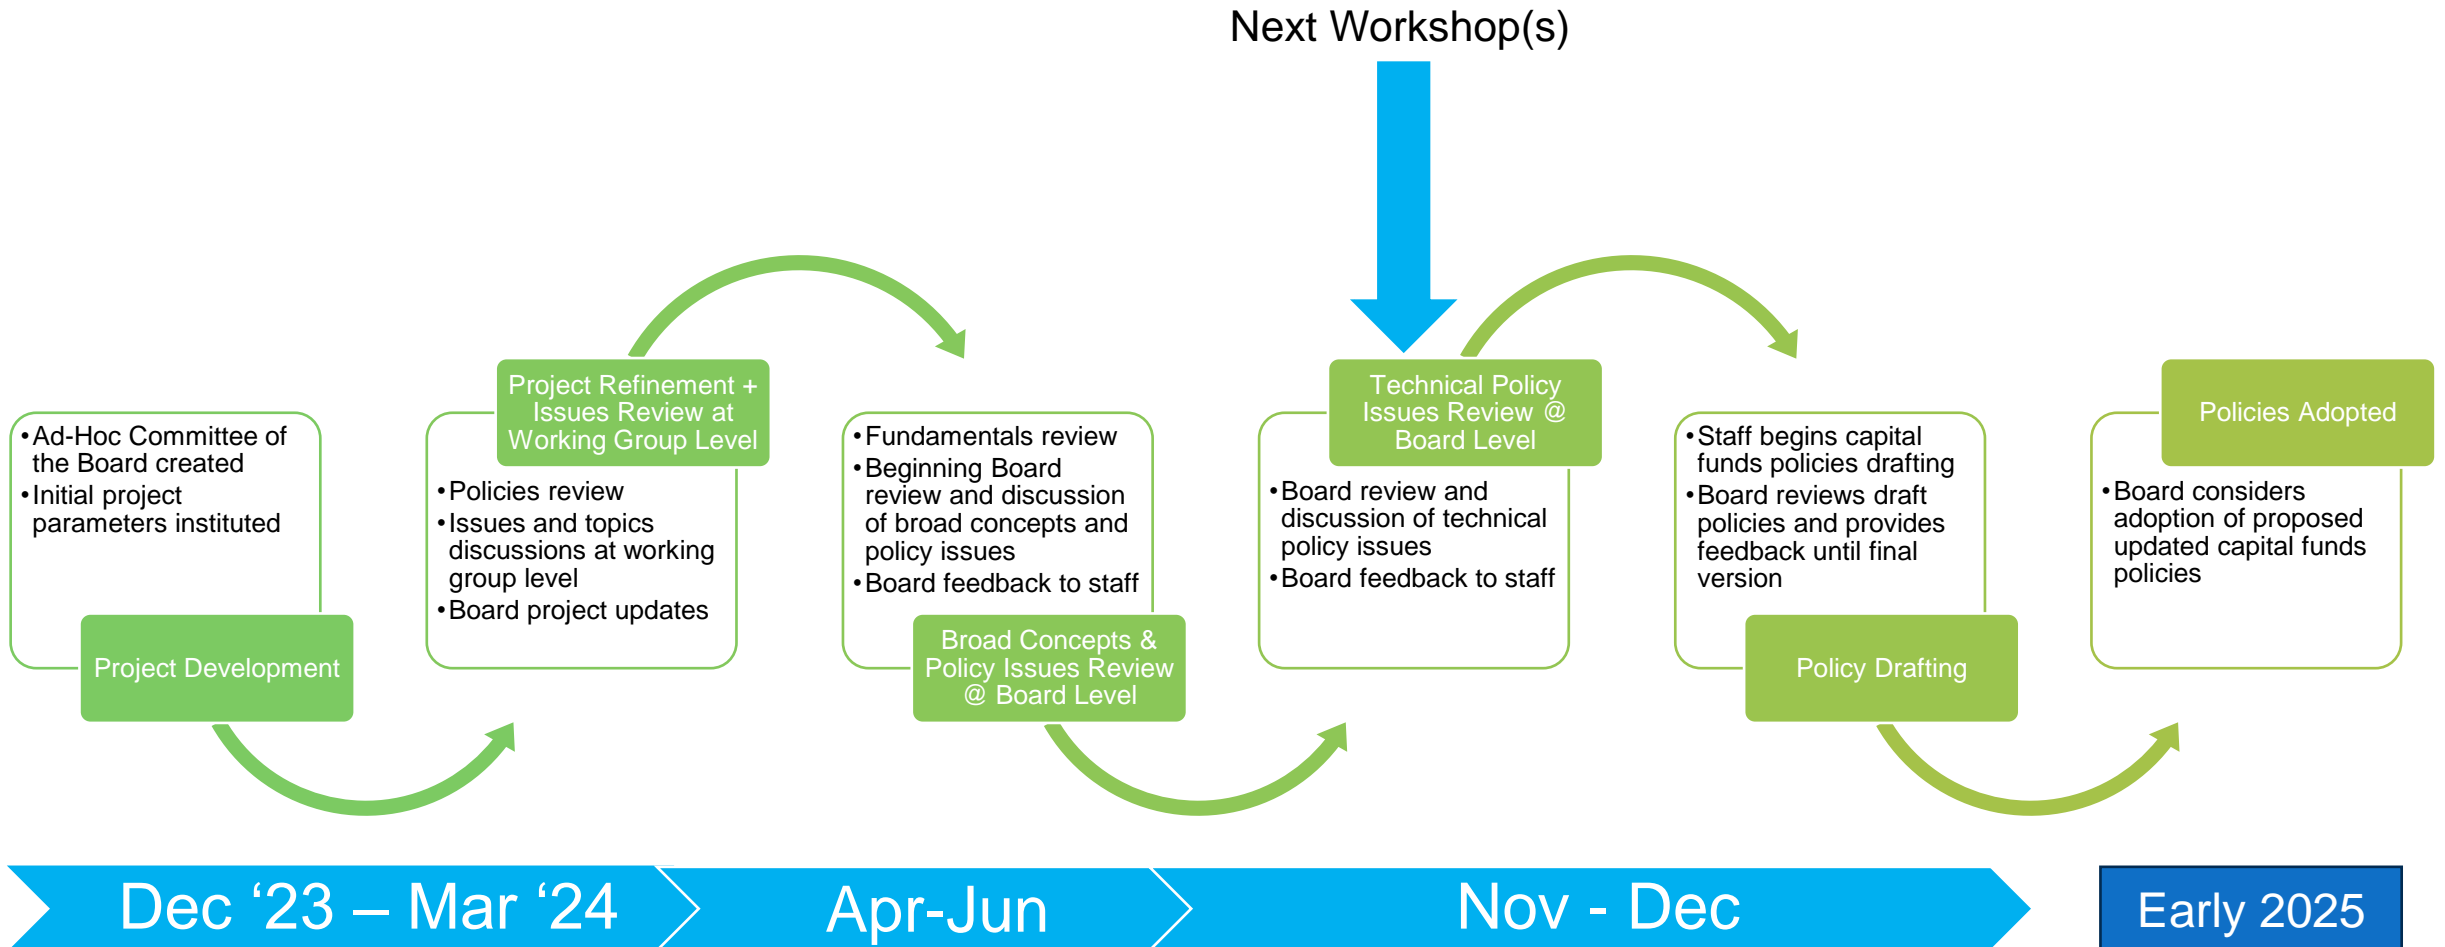 Next Workshop(s)
•Ad-Hoc Committee of
the Board created
•Initial project
parameters instituted
Project Development
Project Refinement +
Issues Review at
Working Group Level
•Policies review
•Issues and topics
discussions at working
group level
•Board project updates
•Fundamentals review
•Beginning Board
review and discussion
of broad concepts and
policy issues
•Board feedback to staff
Broad Concepts &
Policy Issues Review
@ Board Level
Technical Policy
Issues Review @
Board Level
•Board review and
discussion of technical
policy issues
•Board feedback to staff
•Staff begins capital
funds policies drafting
•Board reviews draft
policies and provides
feedback until final
version
Policy Drafting
Policies Adopted
•Board considers
adoption of proposed
updated capital funds
policies
Dec ‘23 – Mar ‘24
Apr-Jun
Nov - Dec
Early 2025